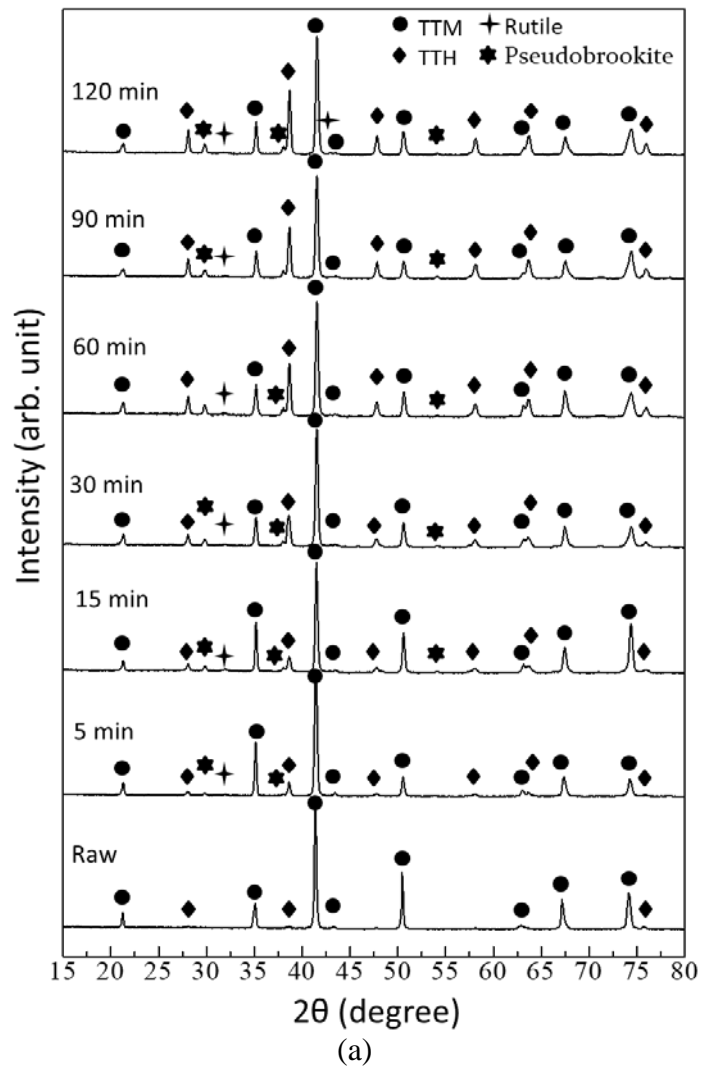 TTM Rutile
TTH Pseudobrookite
120 min
90 min
60 min
30 min
15 min
5 min
Raw
Intensity (arb. unit)
15 20 25 30 35 40 45 50 55 60 65 70 75 80
2θ (degree)
(a)